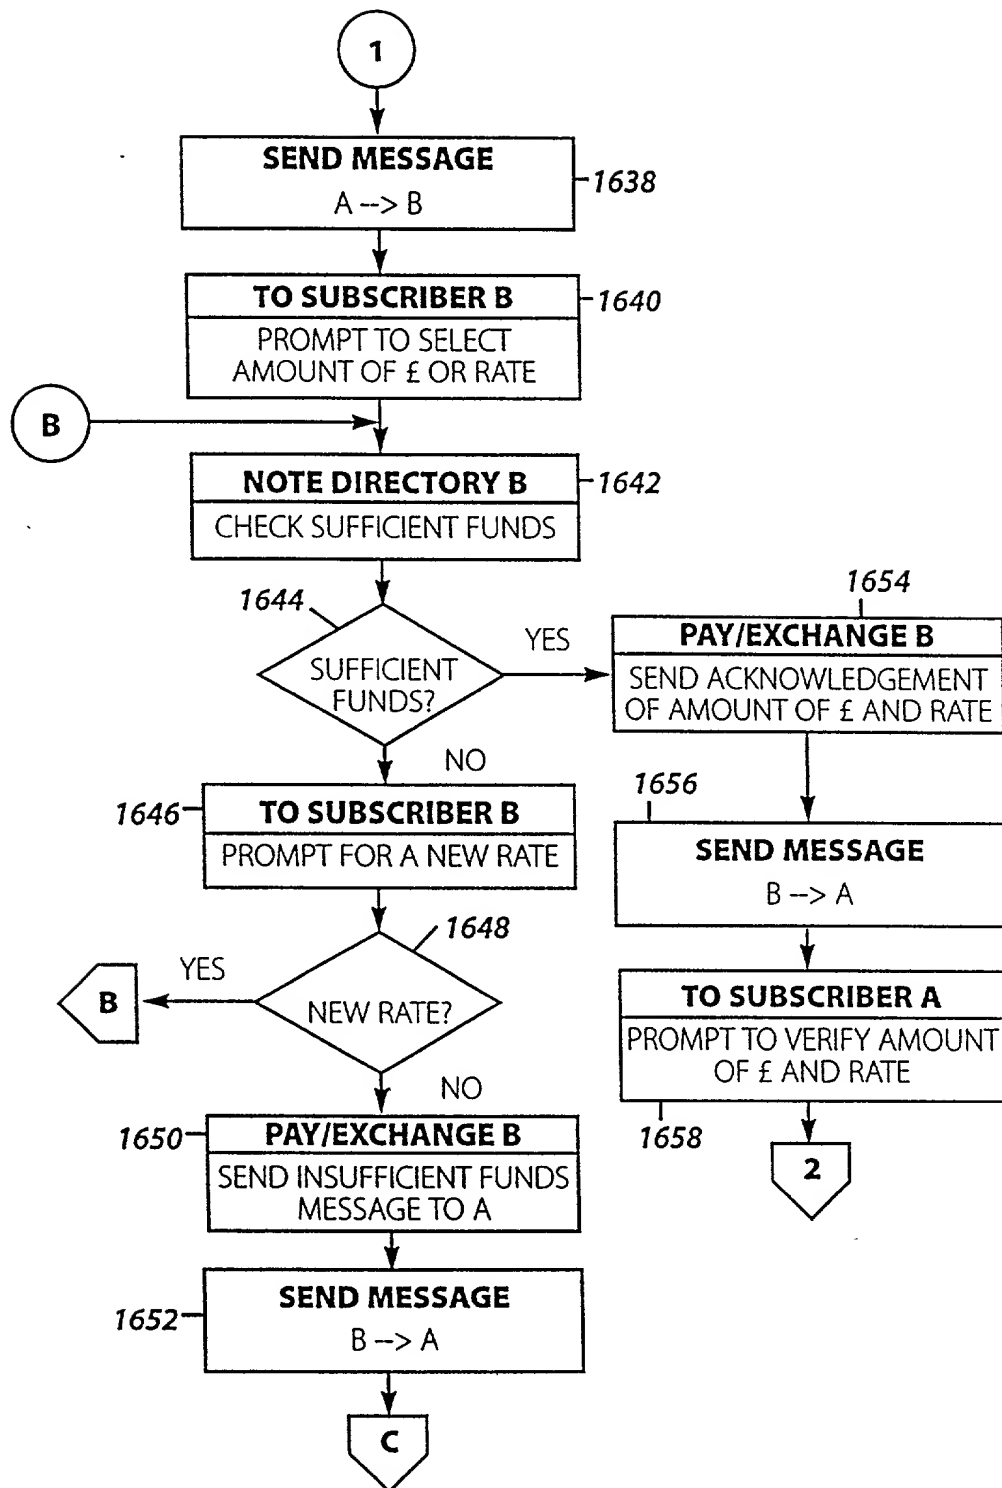 1
SEND MESSAGE
A --> B
1638
TO SUBSCRIBER B
1640
PROMPT TO SELECT
AMOUNT OF £ OR RATE
B
NOTE DIRECTORY B
1642
CHECK SUFFICIENT FUNDS
1644
SUFFICIENT
FUNDS?
YES
NO
1646
TO SUBSCRIBER B
PROMPT FOR A NEW RATE
1648
NEW RATE?
YES
B
NO
1650
PAY/EXCHANGE B
SEND INSUFFICIENT FUNDS
MESSAGE TO A
1652
SEND MESSAGE
B --> A
C
1654
PAY/EXCHANGE B
SEND ACKNOWLEDGEMENT
OF AMOUNT OF £ AND RATE
1656
SEND MESSAGE
B --> A
TO SUBSCRIBER A
PROMPT TO VERIFY AMOUNT
OF £ AND RATE
1658
2